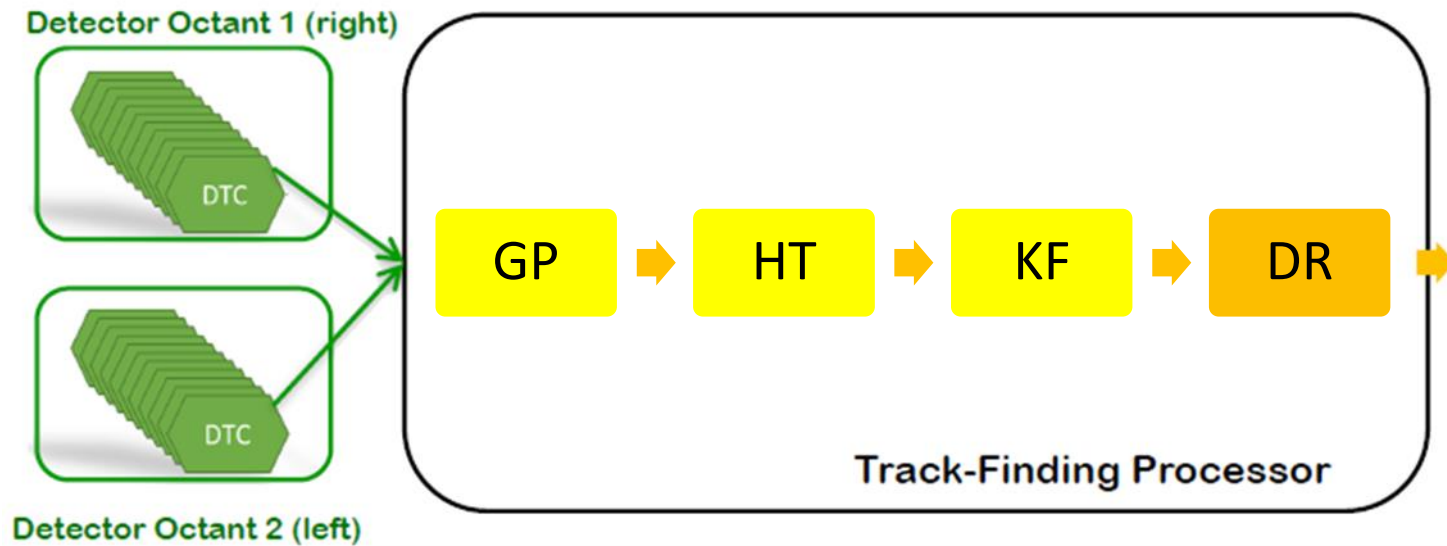 Detector Octant 1 (right)
DTC
GP
HT
KF
DR
DTC
Track-Finding Processor
Detector Octant 2 (left)